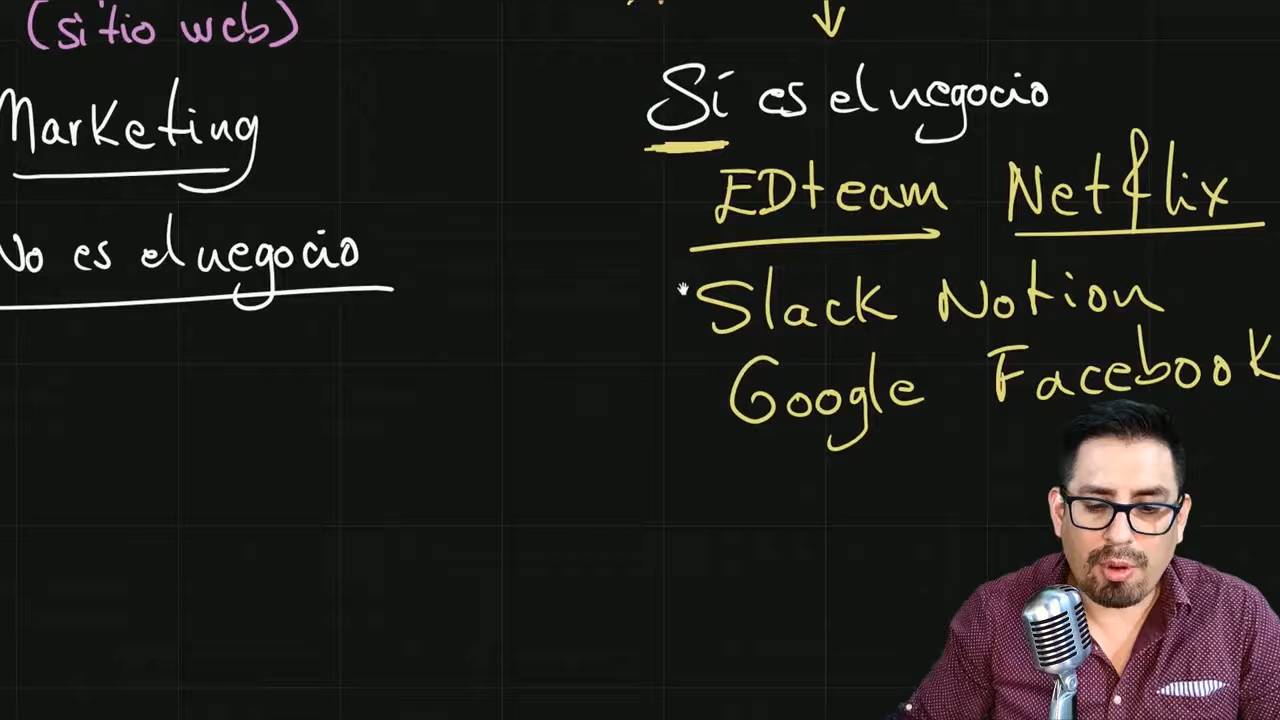 (sitio web)
Marketing
No es el negocio
Sí es el negocio
EDteam Netflix
Slack Notion
Google Facebook